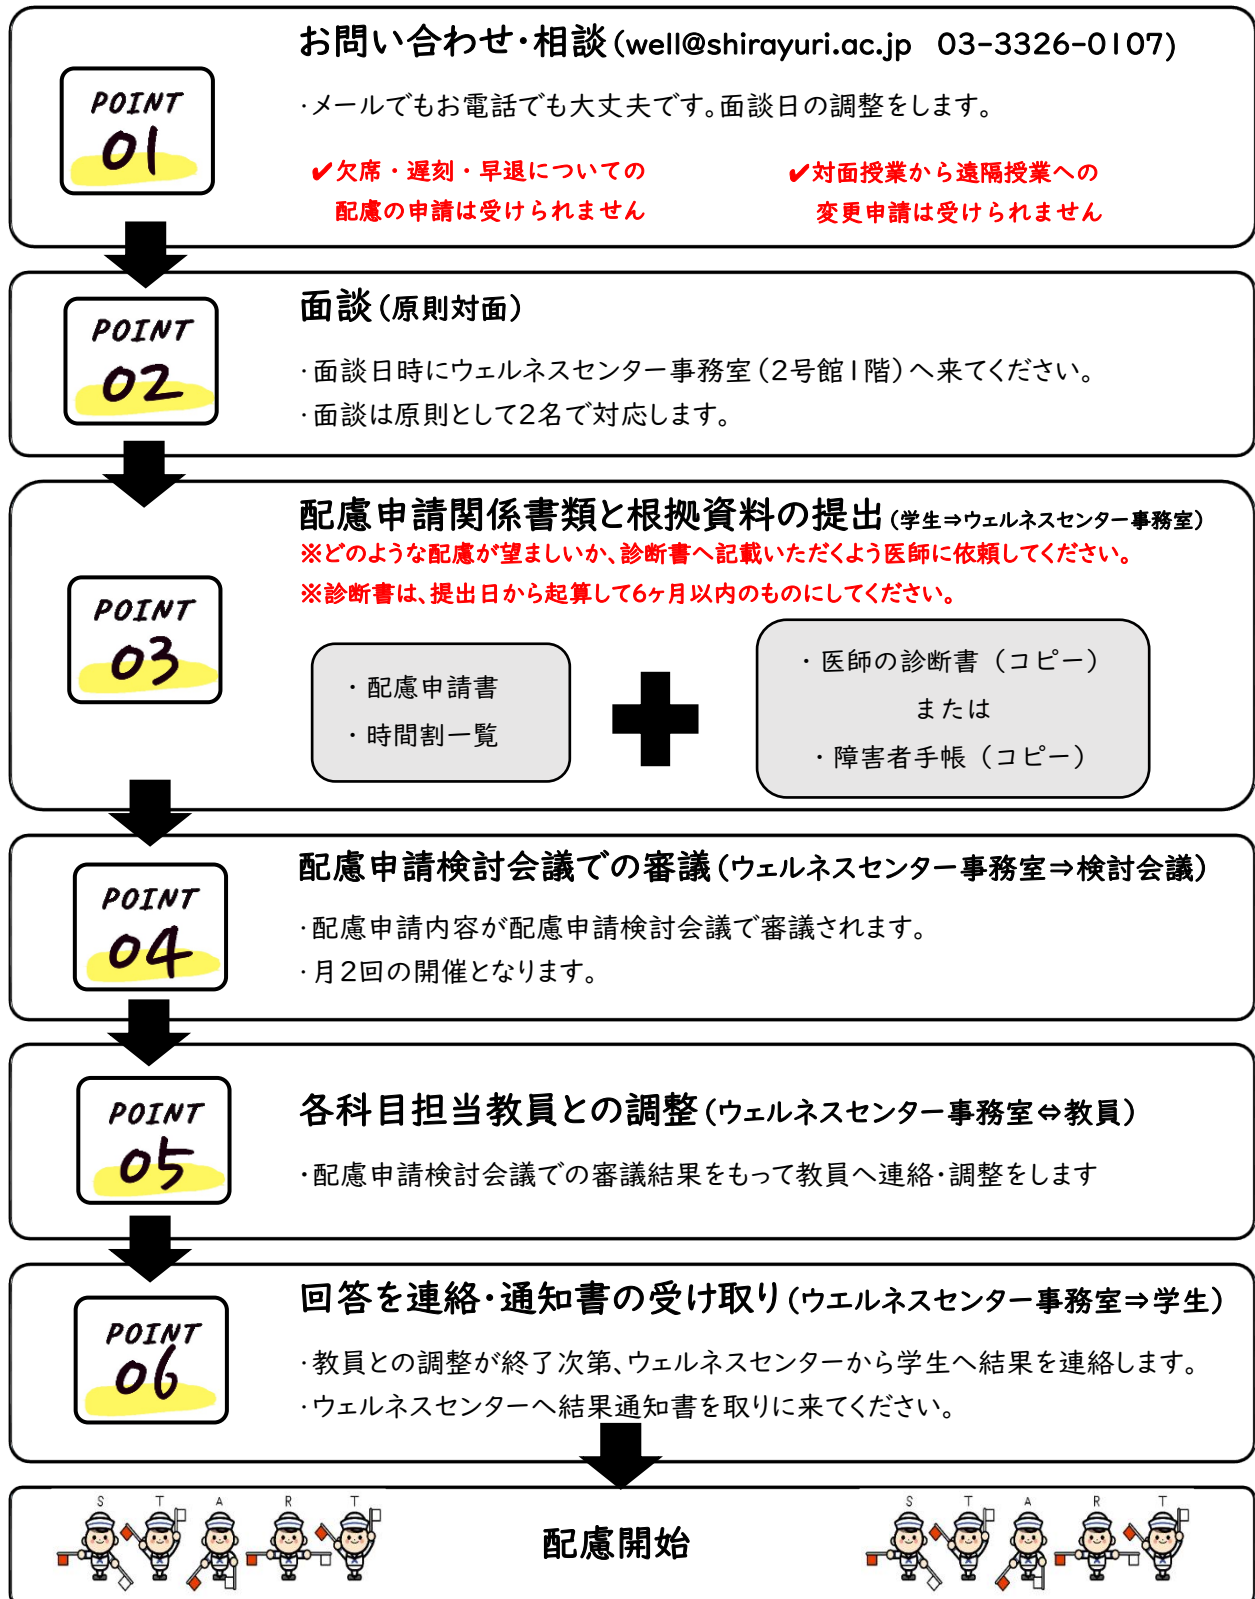 お問い合わせ・相談(well@shirayuri.ac.jp 03-3326-0107)
POINT
01
・メールでもお電話でも大丈夫です。面談日の調整をします。
✔欠席・遅刻・早退についての
配慮の申請は受けられません
✔対面授業から遠隔授業への
変更申請は受けられません
POINT
02
面談(原則対面)
・面談日時にウェルネスセンター事務室(2号館1階)へ来てください。
・面談は原則として2名で対応します。
POINT
03
配慮申請関係書類と根拠資料の提出(学生⇒ウェルネスセンター事務室)
※どのような配慮が望ましいか、診断書へ記載いただくよう医師に依頼してください。
※診断書は、提出日から起算して6ヶ月以内のものにしてください。
・配慮申請書
・時間割一覧
・医師の診断書(コピー)
または
・障害者手帳(コピー)
POINT
04
配慮申請検討会議での審議(ウェルネスセンター事務室⇒検討会議)
・配慮申請内容が配慮申請検討会議で審議されます。
・月2回の開催となります。
POINT
05
各科目担当教員との調整(ウェルネスセンター事務室⇔教員)
・配慮申請検討会議での審議結果をもって教員へ連絡・調整をします
POINT
06
回答を連絡・通知書の受け取り(ウエルネスセンター事務室⇒学生)
・教員との調整が終了次第、ウェルネスセンターから学生へ結果を連絡します。
・ウェルネスセンターへ結果通知書を取りに来てください。
S T A R T
配慮開始
S T A R T